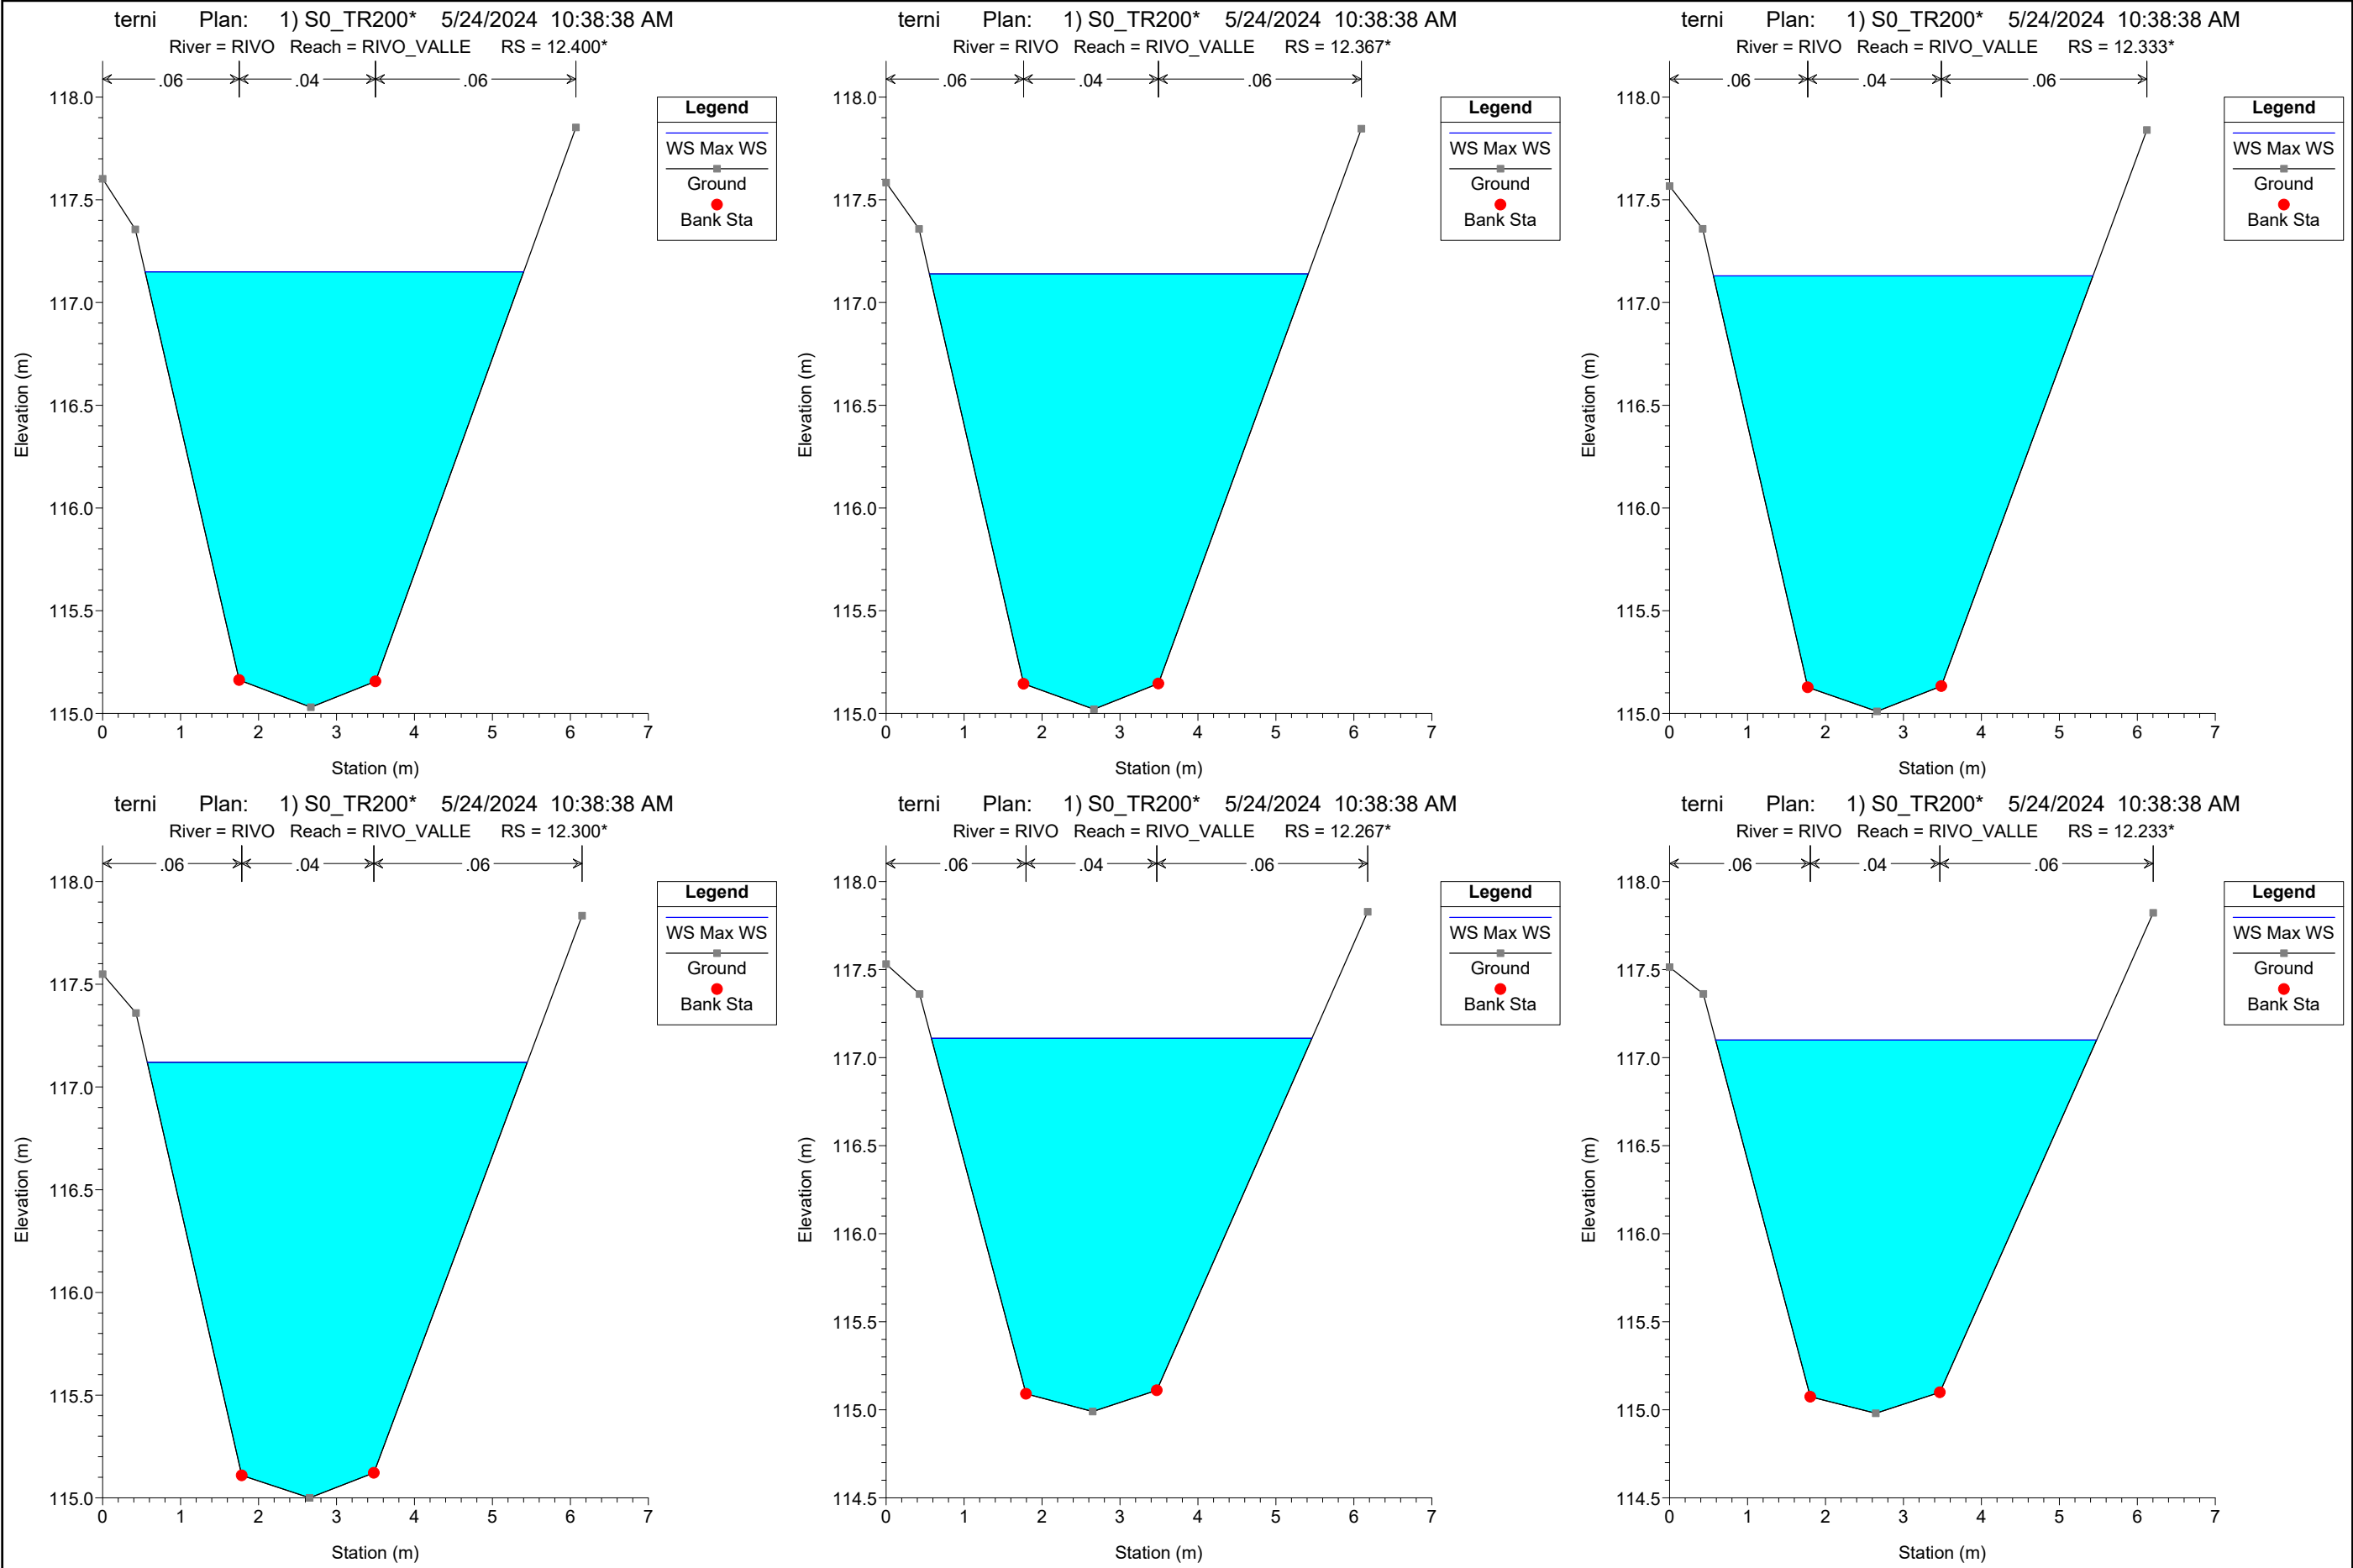 terni Plan: 1) S0_TR200* 5/24/2024 10:38:38 AM
River = RIVO Reach = RIVO_VALLE RS = 12.400*
.06 .04 .06
118.0
117.5
117.0
116.5
116.0
115.5
115.0
0 1 2 3 4 5 6 7
Elevation (m)
Station (m)
Legend
WS Max WS
Ground
Bank Sta
terni Plan: 1) S0_TR200* 5/24/2024 10:38:38 AM
River = RIVO Reach = RIVO_VALLE RS = 12.367*
.06 .04 .06
118.0
117.5
117.0
116.5
116.0
115.5
115.0
0 1 2 3 4 5 6 7
Elevation (m)
Station (m)
Legend
WS Max WS
Ground
Bank Sta
terni Plan: 1) S0_TR200* 5/24/2024 10:38:38 AM
River = RIVO Reach = RIVO_VALLE RS = 12.333*
.06 .04 .06
118.0
117.5
117.0
116.5
116.0
115.5
115.0
0 1 2 3 4 5 6 7
Elevation (m)
Station (m)
Legend
WS Max WS
Ground
Bank Sta
terni Plan: 1) S0_TR200* 5/24/2024 10:38:38 AM
River = RIVO Reach = RIVO_VALLE RS = 12.300*
.06 .04 .06
118.0
117.5
117.0
116.5
116.0
115.5
115.0
0 1 2 3 4 5 6 7
Elevation (m)
Station (m)
Legend
WS Max WS
Ground
Bank Sta
terni Plan: 1) S0_TR200* 5/24/2024 10:38:38 AM
River = RIVO Reach = RIVO_VALLE RS = 12.267*
.06 .04 .06
118.0
117.5
117.0
116.5
116.0
115.5
115.0
114.5
0 1 2 3 4 5 6 7
Elevation (m)
Station (m)
Legend
WS Max WS
Ground
Bank Sta
terni Plan: 1) S0_TR200* 5/24/2024 10:38:38 AM
River = RIVO Reach = RIVO_VALLE RS = 12.233*
.06 .04 .06
118.0
117.5
117.0
116.5
116.0
115.5
115.0
114.5
0 1 2 3 4 5 6 7
Elevation (m)
Station (m)
Legend
WS Max WS
Ground
Bank Sta